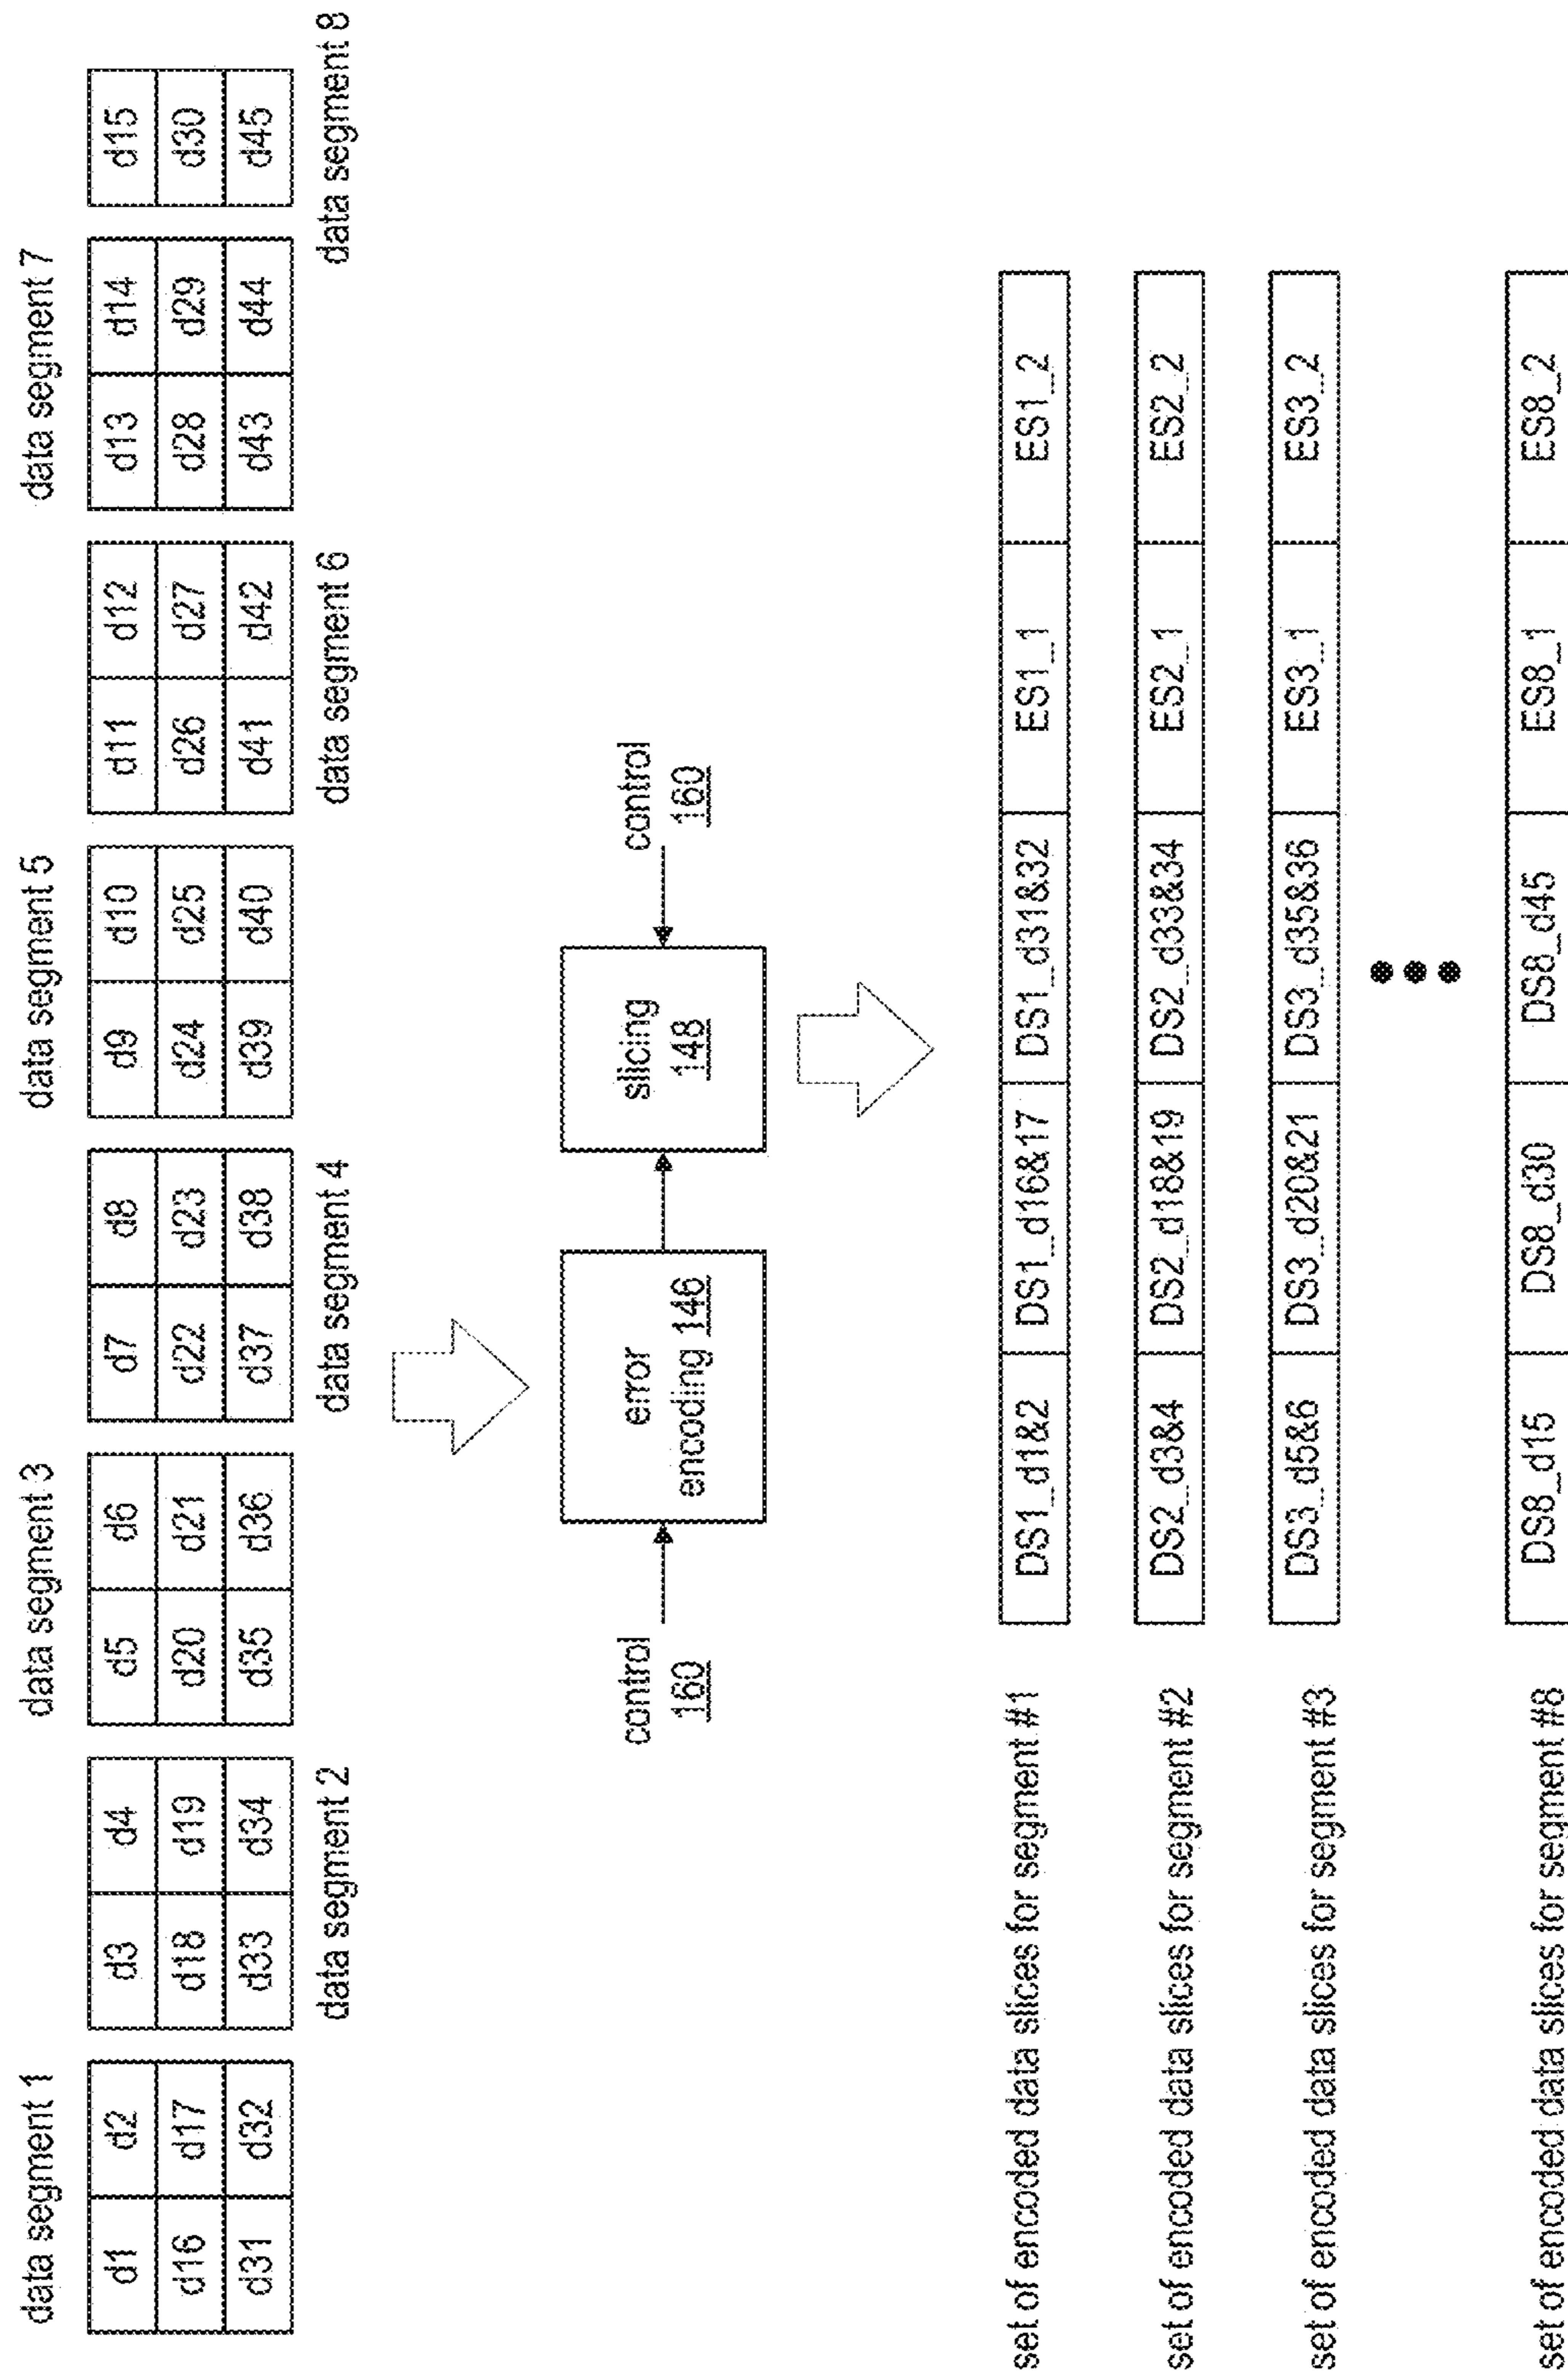 data segment 1
data segment 3
data segment 5
data segment 7
d1 d2 d3 d4 d5 d6 d7 d8 d9 d10 d11 d12 d13 d14 d15
d16 d17 d18 d19 d20 d21 d22 d23 d24 d25 d26 d27 d28 d29 d30
d31 d32 d33 d34 d35 d36 d37 d38 d39 d40 d41 d42 d43 d44 d45
data segment 2
data segment 4
data segment 6
data segment 8
control
160
error
encoding 146
slicing
148
control
160
set of encoded data slices for segment #1 DS1_d1&2 DS1_d16&17 DS1_d31&32 ES1_1 ES1_2
set of encoded data slices for segment #2 DS2_d3&4 DS2_d18&19 DS2_d33&34 ES2_1 ES2_2
set of encoded data slices for segment #3 DS3_d5&6 DS3_d20&21 DS3_d35&36 ES3_1 ES3_2
set of encoded data slices for segment #8 DS8_d15 DS8_d30 DS8_d45 ES8_1 ES8_2